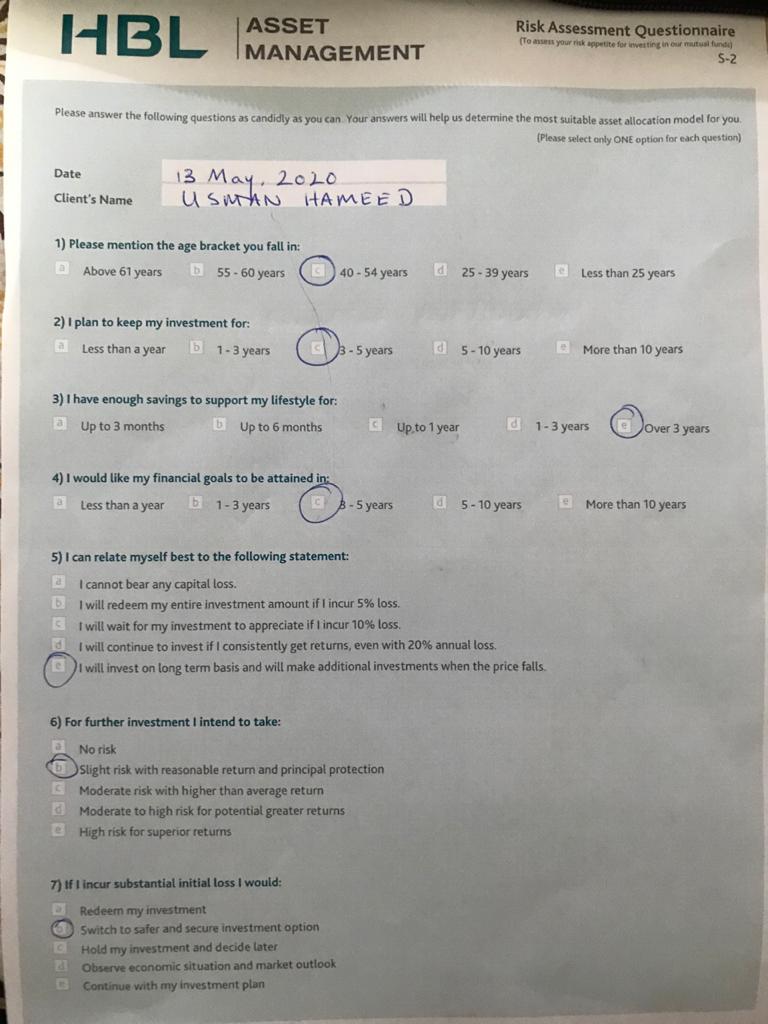 HBL
ASSET
MANAGEMENT
Risk Assessment Questionnaire
(To assess your risk appetite for investing in our mutual funds)
S-2
Please answer the following questions as candidly as you can. Your answers will help us determine the most suitable asset allocation model for you.
(Please select only ONE option for each question)
Date 13 May, 2020
Client's Name USMAN HAMEED
1) Please mention the age bracket you fall in:
a Above 61 years b 55 - 60 years c 40 - 54 years d 25 - 39 years e Less than 25 years
2) I plan to keep my investment for:
a Less than a year b 1 - 3 years c 3 - 5 years d 5 - 10 years e More than 10 years
3) I have enough savings to support my lifestyle for:
a Up to 3 months b Up to 6 months c Up to 1 year d 1 - 3 years e Over 3 years
4) I would like my financial goals to be attained in:
a Less than a year b 1 - 3 years c 3 - 5 years d 5 - 10 years e More than 10 years
5) I can relate myself best to the following statement:
a I cannot bear any capital loss.
b I will redeem my entire investment amount if I incur 5% loss.
c I will wait for my investment to appreciate if I incur 10% loss.
d I will continue to invest if I consistently get returns, even with 20% annual loss.
e I will invest on long term basis and will make additional investments when the price falls.
6) For further investment I intend to take:
a No risk
b Slight risk with reasonable return and principal protection
c Moderate risk with higher than average return
d Moderate to high risk for potential greater returns
e High risk for superior returns
7) If I incur substantial initial loss I would:
a Redeem my investment
b Switch to safer and secure investment option
c Hold my investment and decide later
d Observe economic situation and market outlook
e Continue with my investment plan